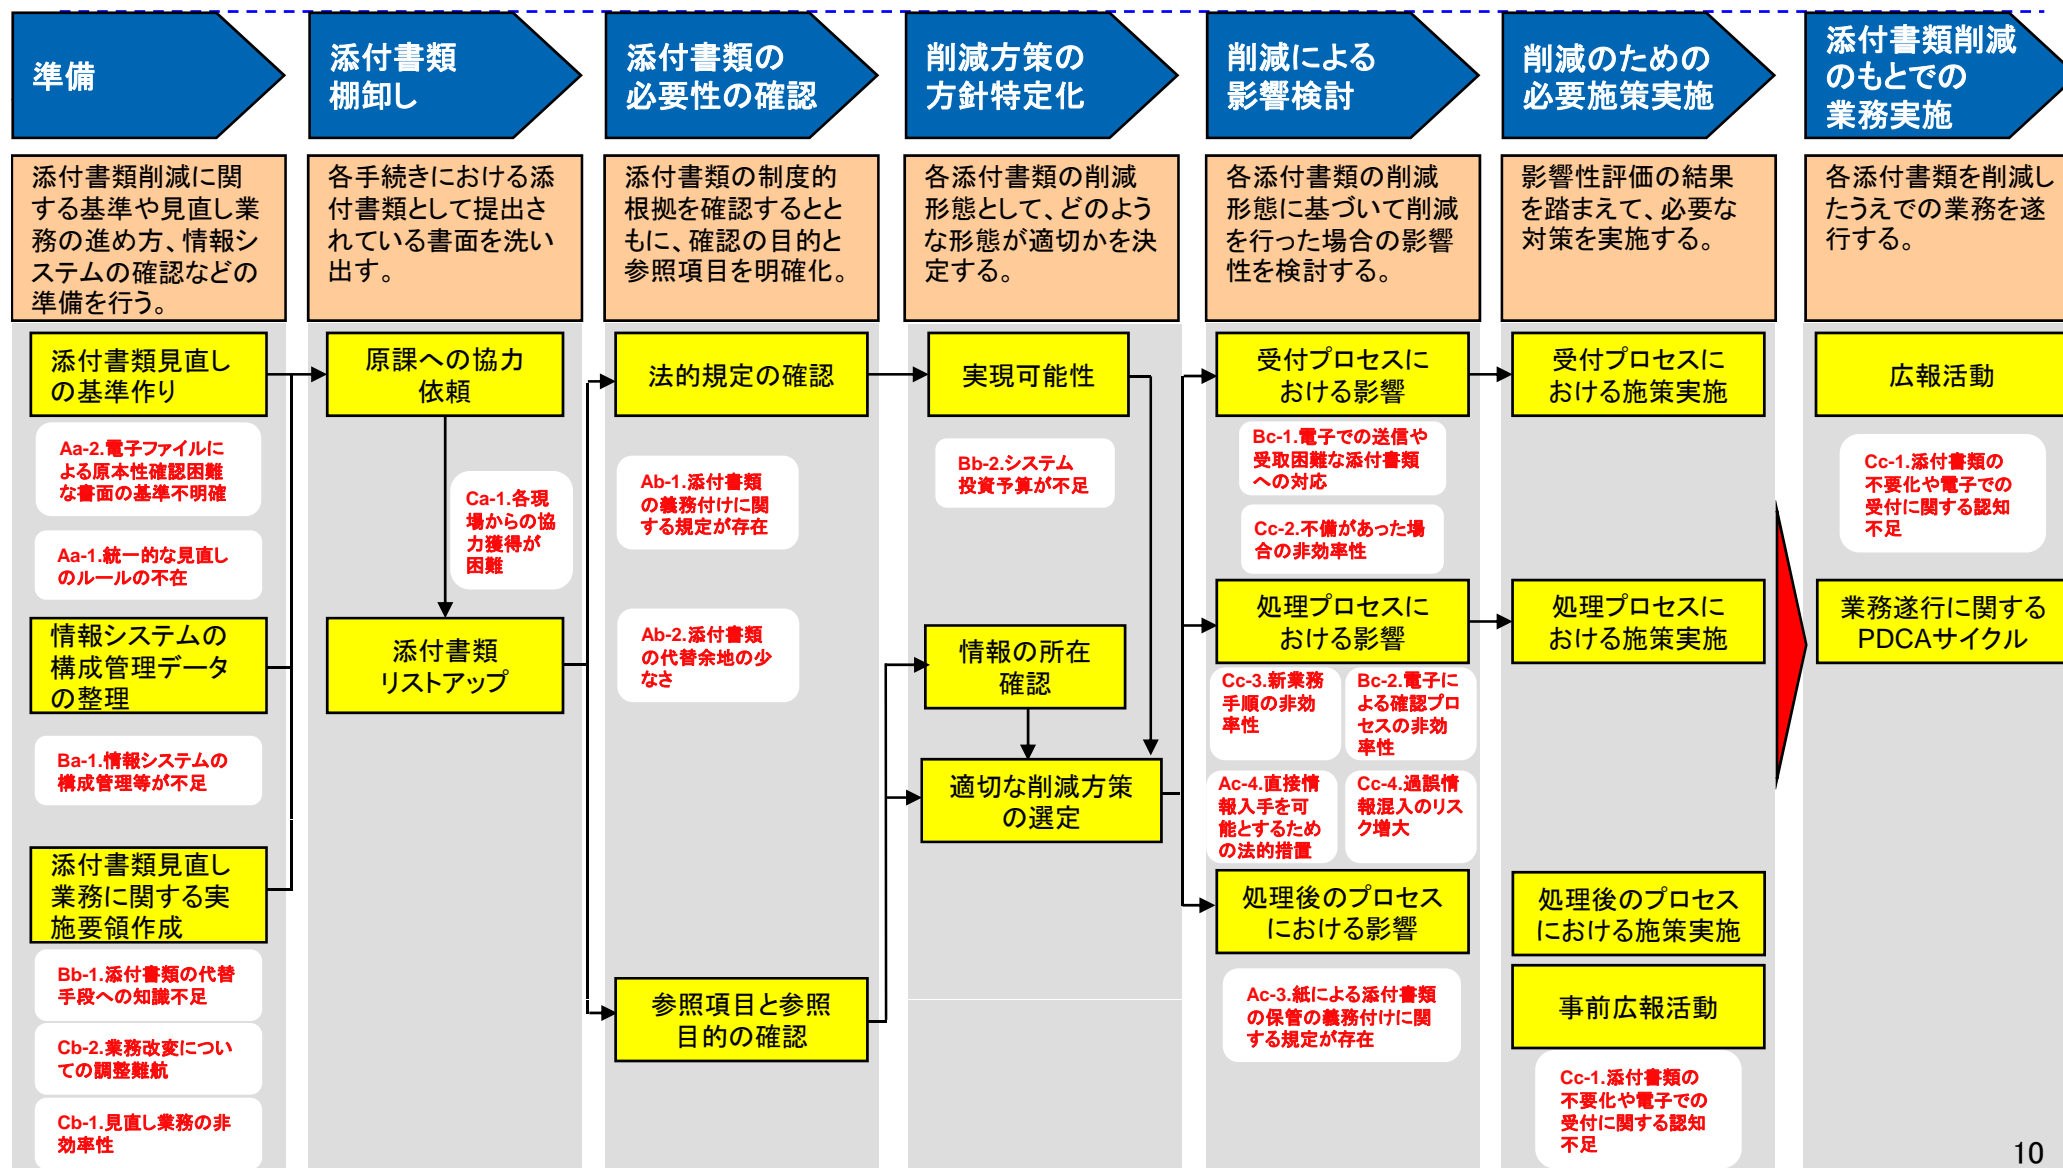 準備
添付書類
棚卸し
添付書類の
必要性の確認
削減方策の
方針特定化
削減による
影響検討
削減のための
必要施策実施
添付書類削減
のもとでの
業務実施
添付書類削減に関
する基準や見直し業
務の進め方、情報シ
ステムの確認などの
準備を行う。
各手続きにおける添
付書類として提出さ
れている書面を洗い
出す。
添付書類の制度的
根拠を確認するとと
もに、確認の目的と
参照項目を明確化。
各添付書類の削減
形態として、どのよう
な形態が適切かを決
定する。
各添付書類の削減
形態に基づいて削減
を行った場合の影響
性を検討する。
影響性評価の結果
を踏まえて、必要な
対策を実施する。
各添付書類を削減し
たうえでの業務を遂
行する。
添付書類見直し
の基準作り
Aa-2.電子ファイルに
よる原本性確認困難
な書面の基準不明確
Aa-1.統一的な見直し
のルールの不在
情報システムの
構成管理データ
の整理
Ba-1.情報システムの
構成管理等が不足
添付書類見直し
業務に関する実
施要領作成
Bb-1.添付書類の代替
手段への知識不足
Cb-2.業務改変につい
ての調整難航
Cb-1.見直し業務の非
効率性
原課への協力
依頼
Ca-1.各現
場からの協
力獲得が
困難
添付書類
リストアップ
法的規定の確認
Ab-1.添付書類
の義務付けに関
する規定が存在
Ab-2.添付書類
の代替余地の少
なさ
参照項目と参照
目的の確認
実現可能性
Bb-2.システム
投資予算が不足
情報の所在
確認
適切な削減方策
の選定
受付プロセスに
おける影響
Bc-1.電子での送信や
受取困難な添付書類
への対応
Cc-2.不備があった場
合の非効率性
処理プロセスに
おける影響
Cc-3.新業務
手順の非効
率性
Bc-2.電子に
よる確認プロ
セスの非効
率性
Ac-4.直接情
報入手を可
能とするため
の法的措置
Cc-4.過誤情
報混入のリス
ク増大
処理後のプロセス
における影響
Ac-3.紙による添付書類
の保管の義務付けに関
する規定が存在
受付プロセスに
おける施策実施
処理プロセスに
おける施策実施
処理後のプロセス
における施策実施
事前広報活動
Cc-1.添付書類の
不要化や電子での
受付に関する認知
不足
広報活動
Cc-1.添付書類の
不要化や電子での
受付に関する認知
不足
業務遂行に関する
PDCAサイクル
10